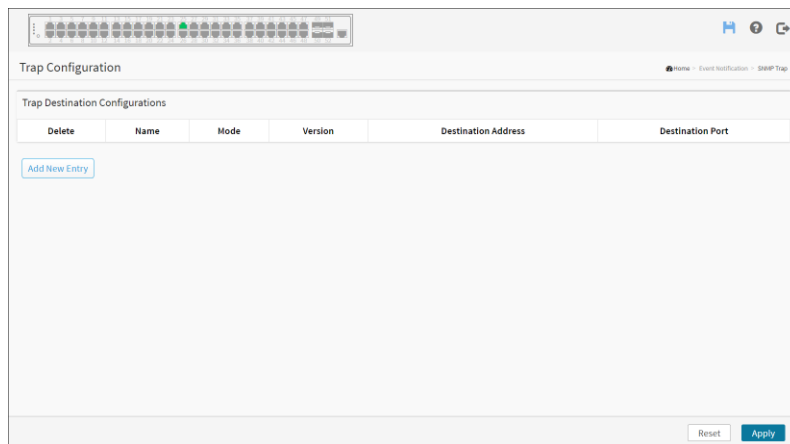 Trap Configuration
Home > Event Notification > SNMP Trap
Trap Destination Configurations
Delete Name Mode Version Destination Address Destination Port
Add New Entry
Reset Apply